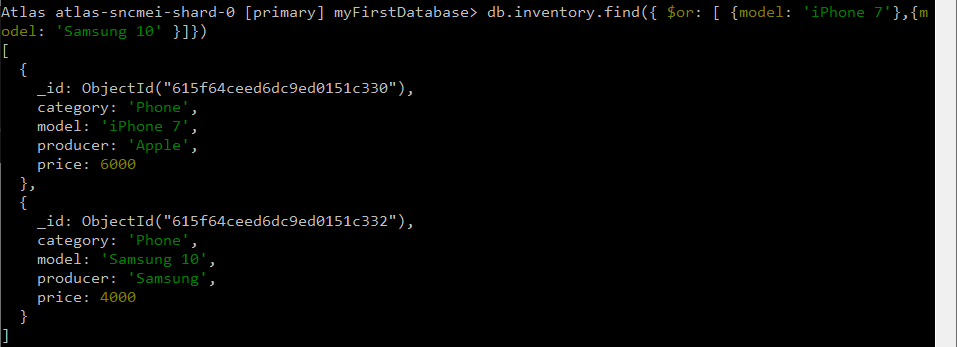 Atlas atlas-sncmei-shard-0 [primary] myFirstDatabase> db.inventory.find({ $or: [ {model: 'iPhone 7'},{m
odel: 'Samsung 10' }]})
[
  {
    _id: ObjectId("615f64ceed6dc9ed0151c330"),
    category: 'Phone',
    model: 'iPhone 7',
    producer: 'Apple',
    price: 6000
  },
  {
    _id: ObjectId("615f64ceed6dc9ed0151c332"),
    category: 'Phone',
    model: 'Samsung 10',
    producer: 'Samsung',
    price: 4000
  }
]